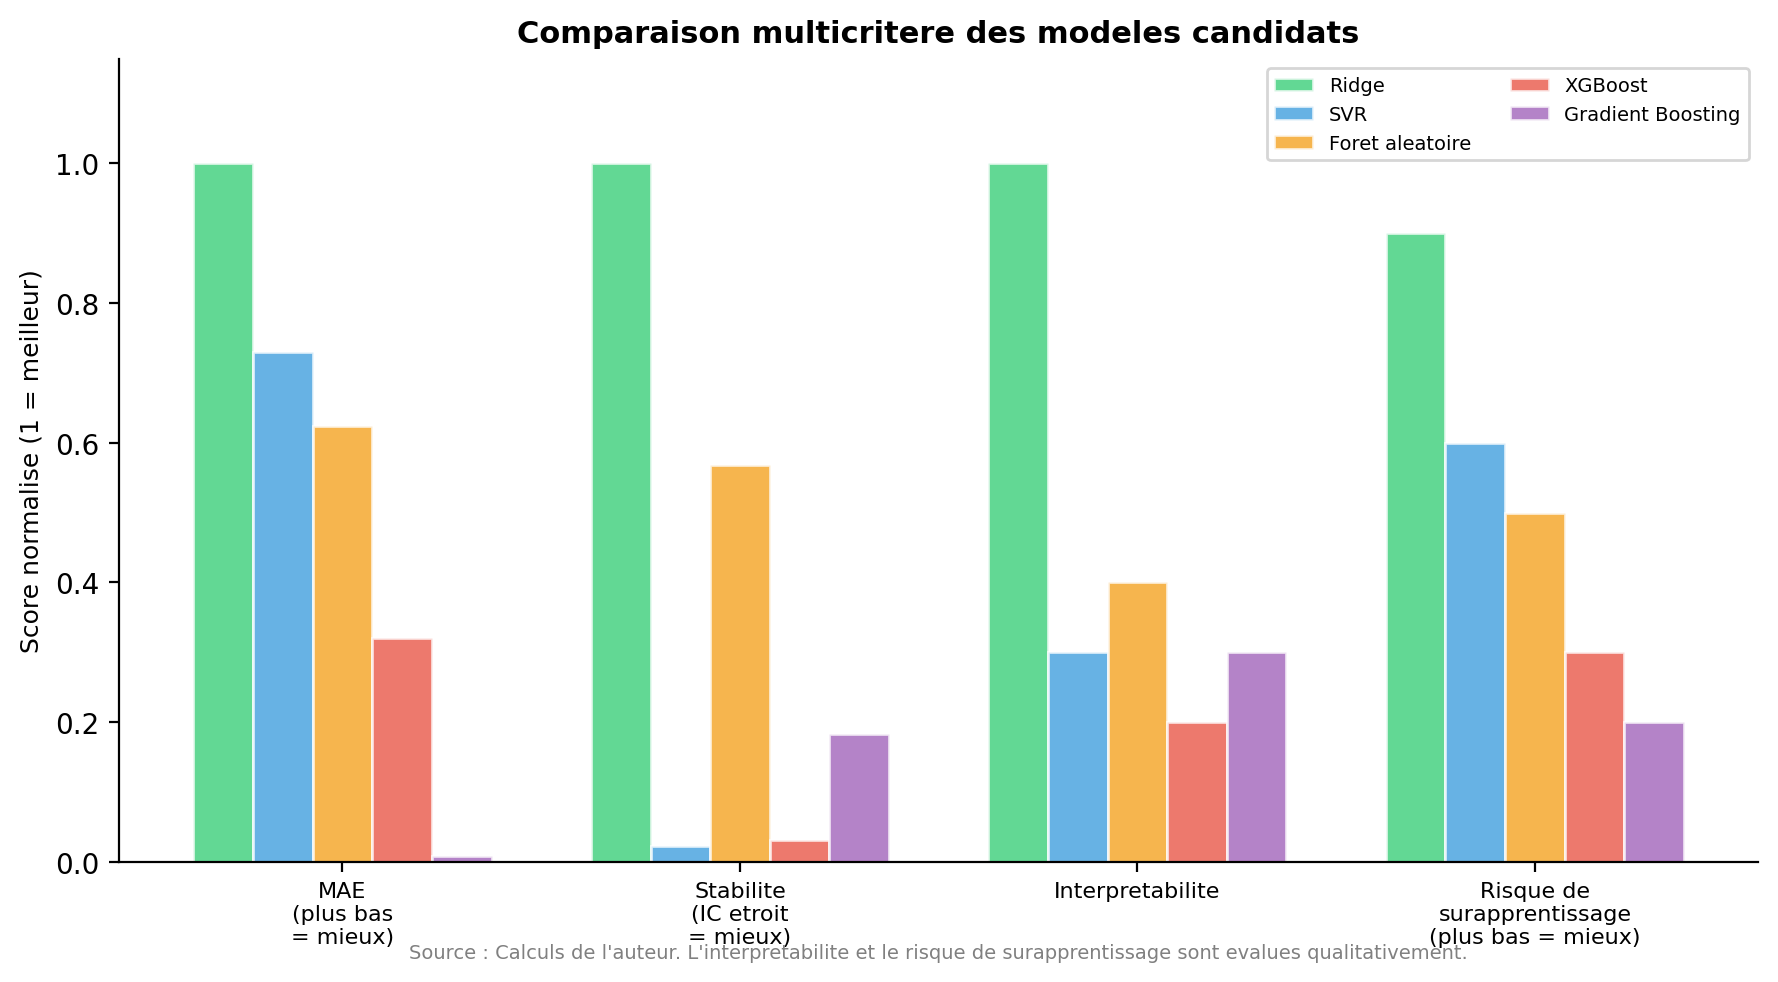 Comparaison multicritere des modeles candidats
Ridge
SVR
Foret aleatoire
XGBoost
Gradient Boosting
Score normalise (1 = meilleur)
1.0
0.8
0.6
0.4
0.2
0.0
MAE
(plus bas
= mieux)
Stabilite
(IC etroit
= mieux)
Interpretabilite
Risque de
surapprentissage
(plus bas = mieux)
Source : Calculs de l'auteur. L'interpretabilite et le risque de surapprentissage sont evalues qualitativement.